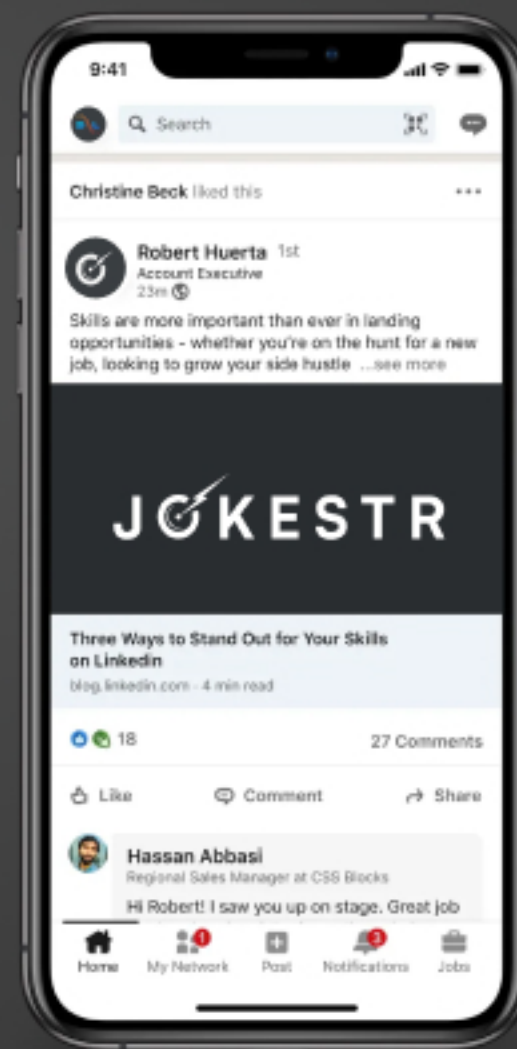 9:41
Search
Christine Beck liked this
Robert Huerta 1st
Account Executive
23m
Skills are more important than ever in landing
opportunities - whether you're on the hunt for a new
job, looking to grow your side hustle ...see more
JOKESTR
Three Ways to Stand Out for Your Skills
on Linkedin
blog.linkedin.com · 4 min read
18 27 Comments
Like Comment Share
Hassan Abbasi
Regional Sales Manager at CSS Blocks
Hi Robert! I saw you up on stage. Great job
1 3
Home My Network Post Notifications Jobs